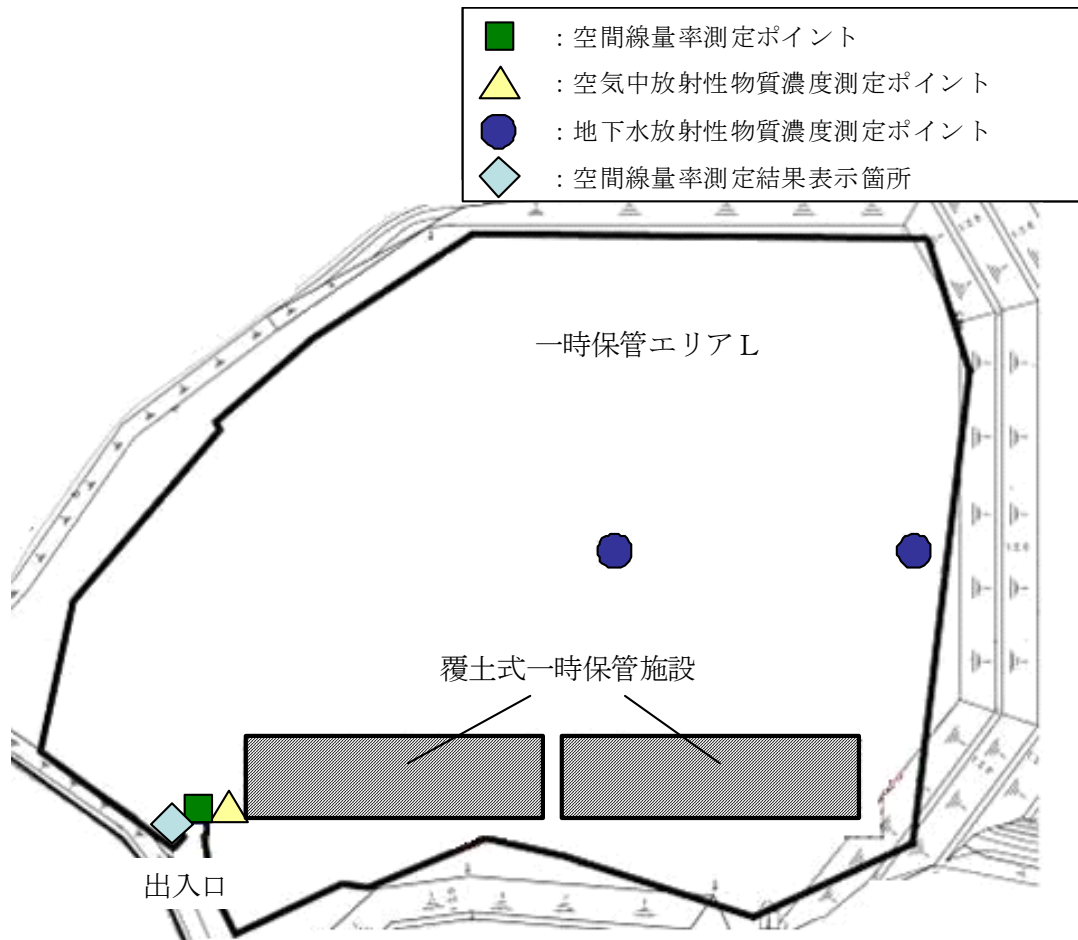 ：空間線量率測定ポイント
：空気中放射性物質濃度測定ポイント
：地下水放射性物質濃度測定ポイント
：空間線量率測定結果表示箇所
一時保管エリアＬ
覆土式一時保管施設
出入口